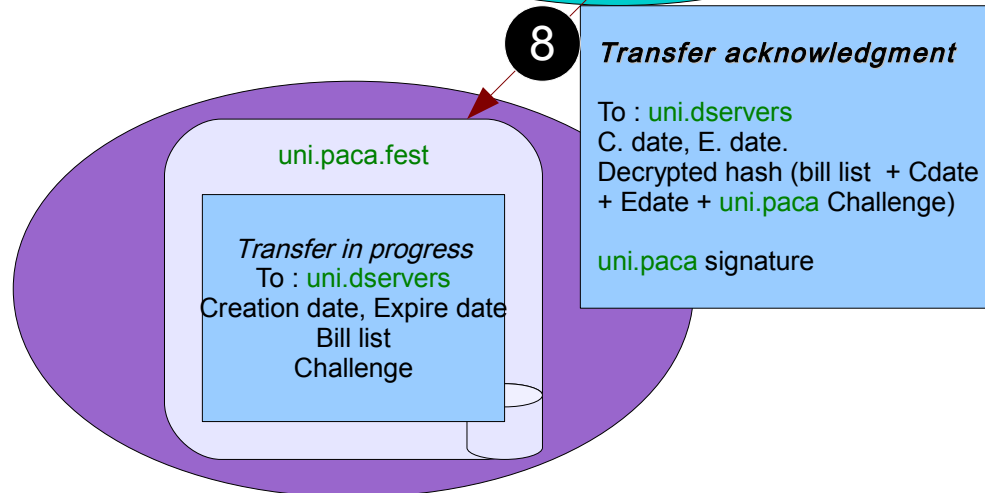 8
Transfer acknowledgment
To : uni.dservers
C. date, E. date.
Decrypted hash (bill list + Cdate
+ Edate + uni.paca Challenge)
uni.paca signature
uni.paca.fest
Transfer in progress
To : uni.dservers
Creation date, Expire date
Bill list
Challenge